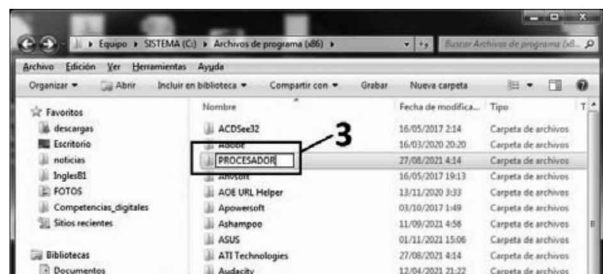 Equipo ▸ SISTEMA (C:) ▸ Archivos de programa (x86) ▸ Buscar Archivos de programa (x8...
Archivo Edición Ver Herramientas Ayuda
Organizar Abrir Incluir en biblioteca Compartir con Grabar Nueva carpeta
Favoritos
descargas
Escritorio
noticias
InglesB1
FOTOS
Competencias_digitales
Sitios recientes
Bibliotecas
Documentos
Nombre Fecha de modifica... Tipo T
ACDSee32 16/05/2017 2:14 Carpeta de archivos
Adobe 16/03/2020 20:20 Carpeta de archivos
PROCESADOR 27/08/2021 4:14 Carpeta de archivos
Anvsoft 16/05/2017 19:13 Carpeta de archivos
AOE URL Helper 13/11/2020 3:33 Carpeta de archivos
Apowersoft 03/10/2017 1:49 Carpeta de archivos
Ashampoo 11/09/2021 4:58 Carpeta de archivos
ASUS 01/11/2021 15:06 Carpeta de archivos
ATI Technologies 27/08/2021 4:14 Carpeta de archivos
Audacity 12/04/2021 21:22 Carpeta de archivos
3